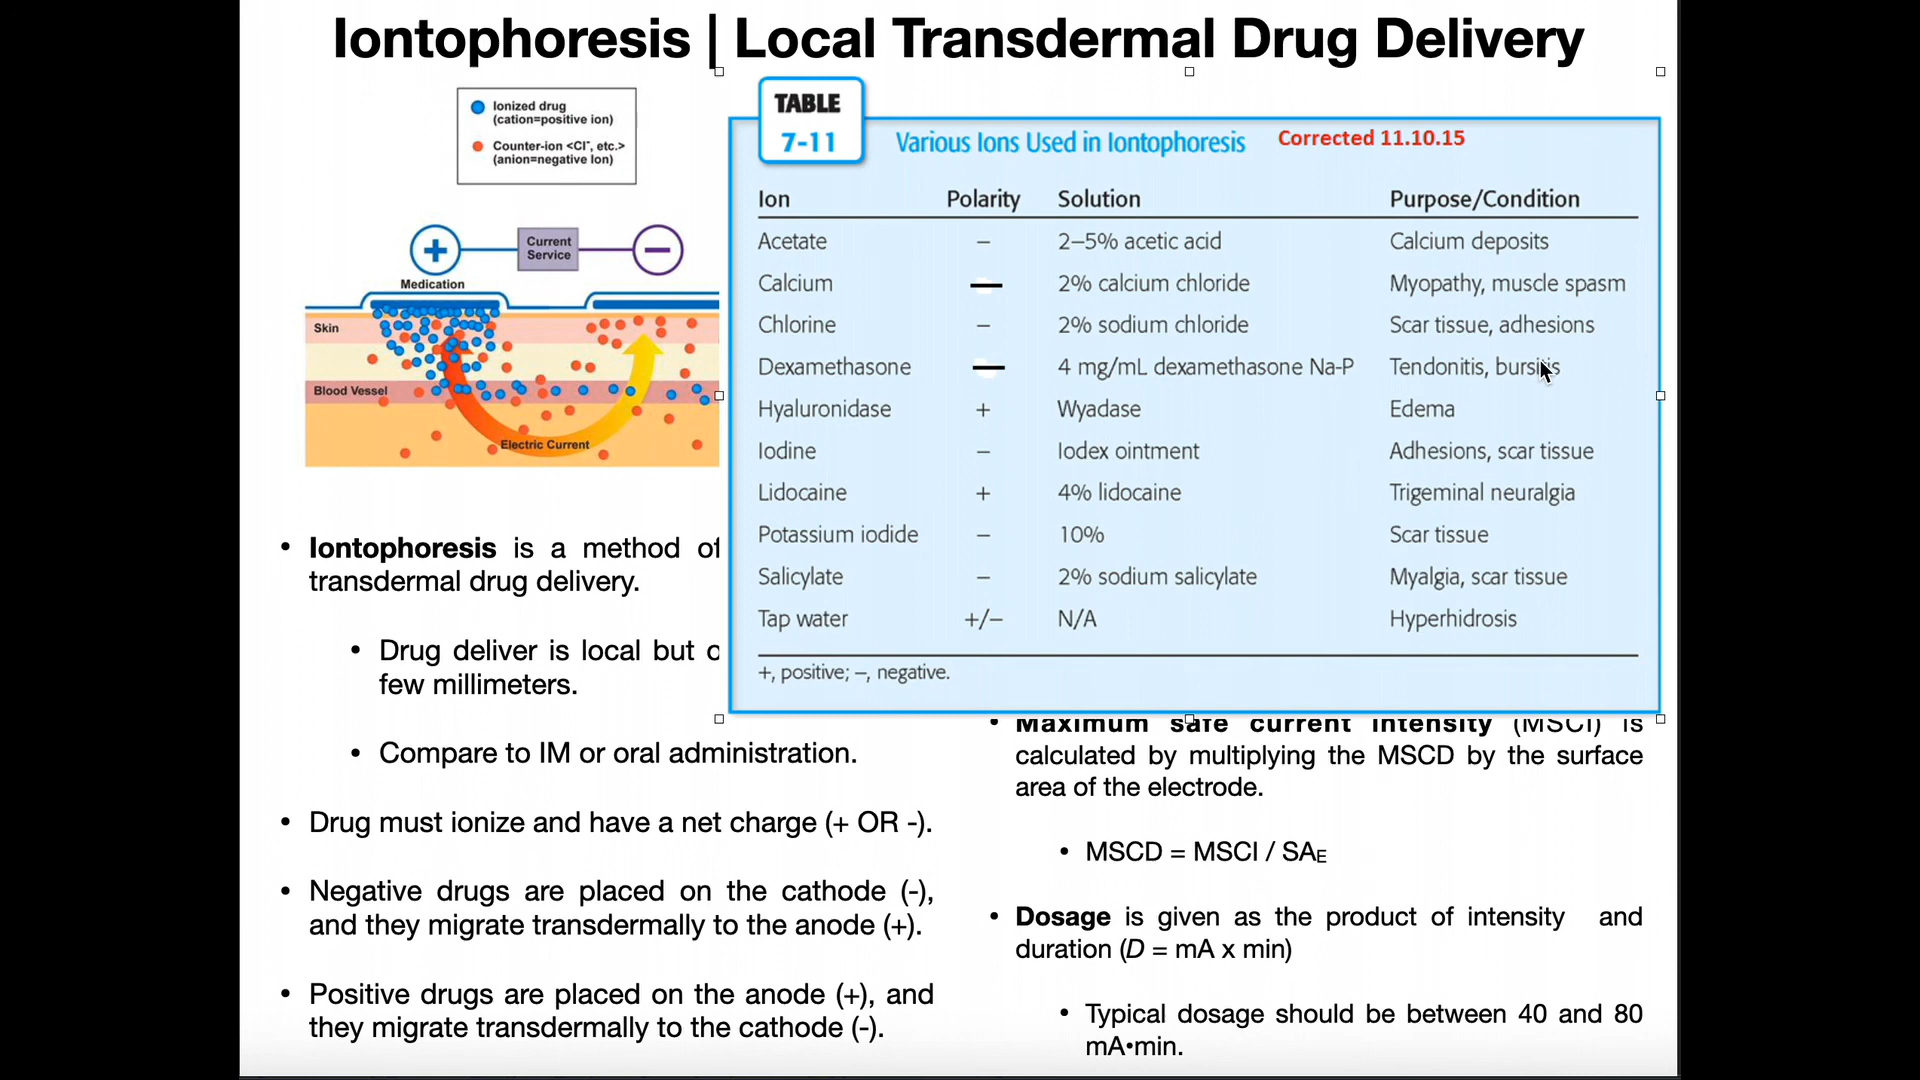 Iontophoresis | Local Transdermal Drug Delivery
Ionized drug
(cation=positive ion)
Counter-ion <Cl⁻, etc.>
(anion=negative Ion)
+
Current
Service
−
Medication
Skin
Blood Vessel
Electric Current
TABLE
7-11
Various Ions Used in Iontophoresis Corrected 11.10.15
Ion Polarity Solution Purpose/Condition
Acetate – 2–5% acetic acid Calcium deposits
Calcium — 2% calcium chloride Myopathy, muscle spasm
Chlorine – 2% sodium chloride Scar tissue, adhesions
Dexamethasone — 4 mg/mL dexamethasone Na-P Tendonitis, bursitis
Hyaluronidase + Wyadase Edema
Iodine – Iodex ointment Adhesions, scar tissue
Lidocaine + 4% lidocaine Trigeminal neuralgia
Potassium iodide – 10% Scar tissue
Salicylate – 2% sodium salicylate Myalgia, scar tissue
Tap water +/– N/A Hyperhidrosis
+, positive; –, negative.
• Iontophoresis is a method of
transdermal drug delivery.
• Drug deliver is local but
few millimeters.
• Compare to IM or oral administration.
• Drug must ionize and have a net charge (+ OR -).
• Negative drugs are placed on the cathode (-),
and they migrate transdermally to the anode (+).
• Positive drugs are placed on the anode (+), and
they migrate transdermally to the cathode (-).
• Maximum safe current intensity (MSCI) is
calculated by multiplying the MSCD by the surface
area of the electrode.
• MSCD = MSCI / SAE
• Dosage is given as the product of intensity and
duration (D = mA x min)
• Typical dosage should be between 40 and 80
mA•min.